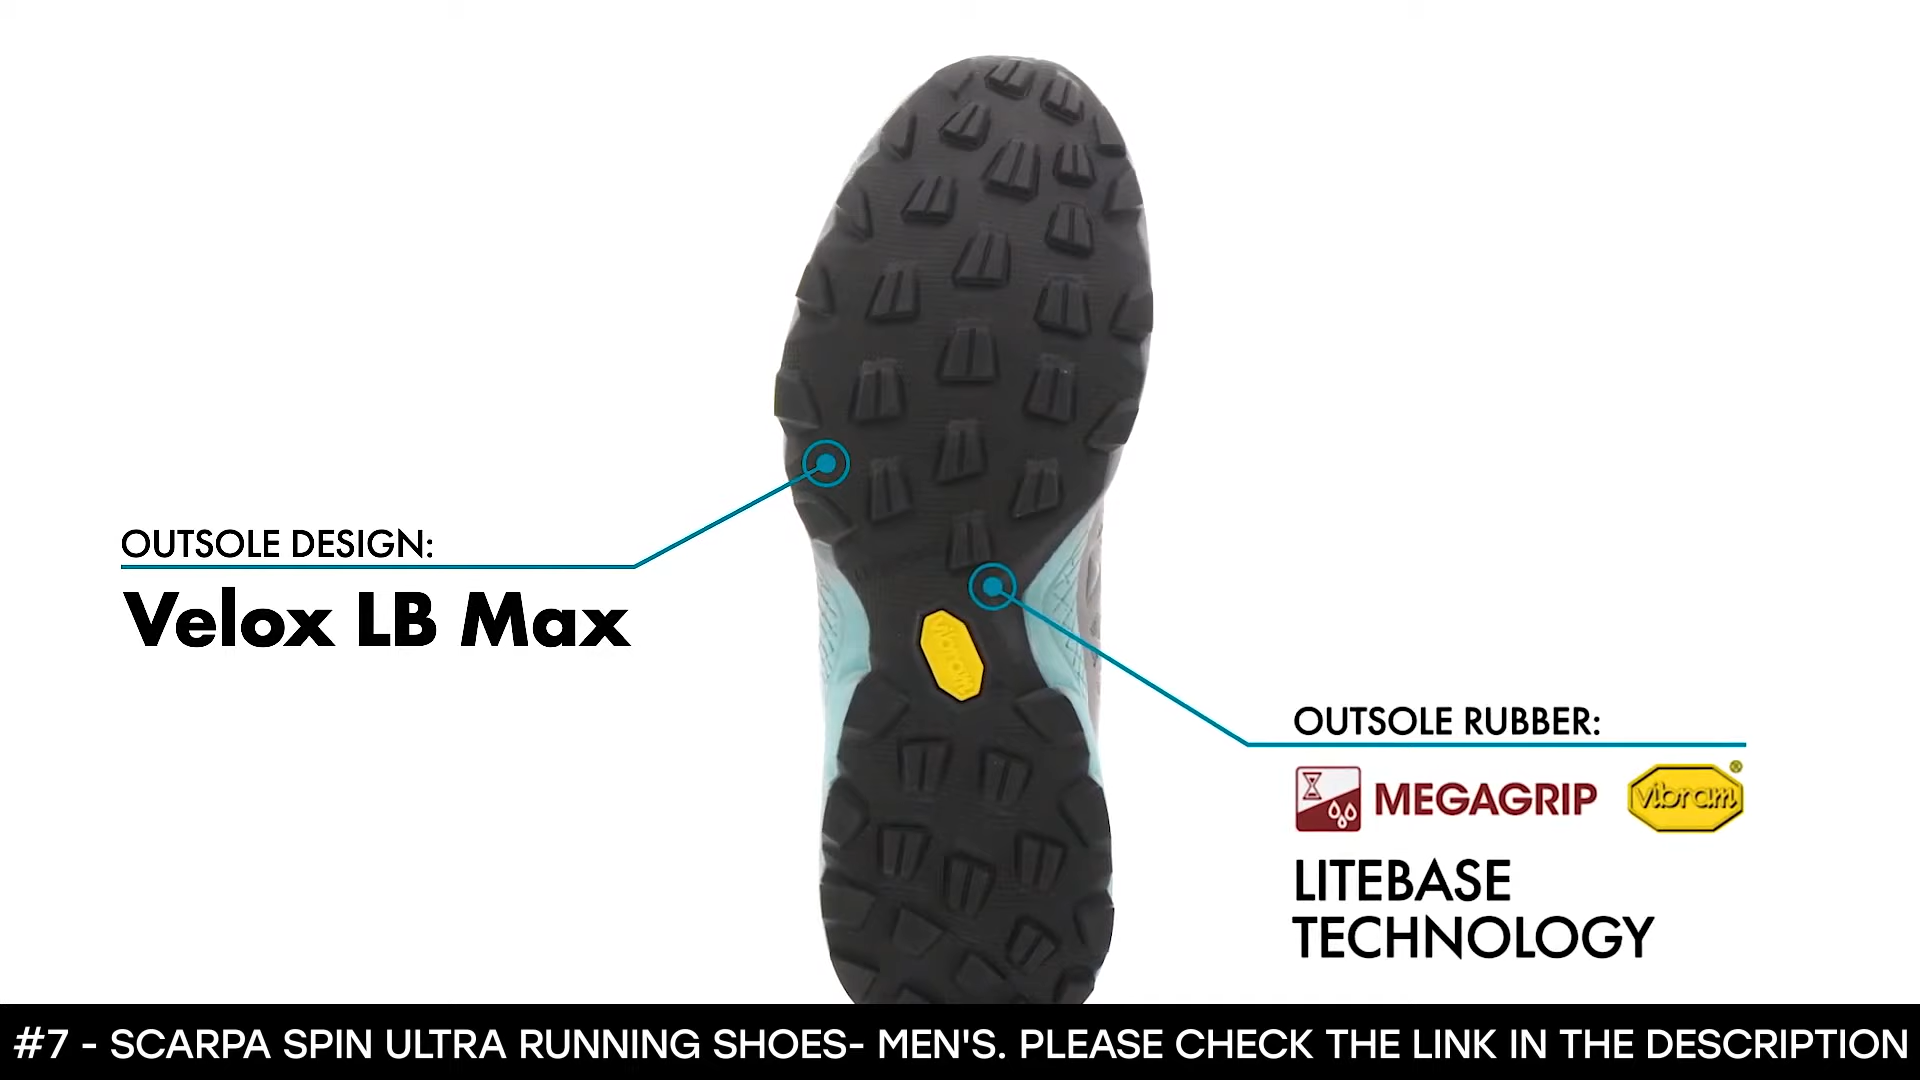 OUTSOLE DESIGN:
Velox LB Max
vibram
OUTSOLE RUBBER:
MEGAGRIP
vibram®
LITEBASE
TECHNOLOGY
#7 - SCARPA SPIN ULTRA RUNNING SHOES- MEN'S. PLEASE CHECK THE LINK IN THE DESCRIPTION